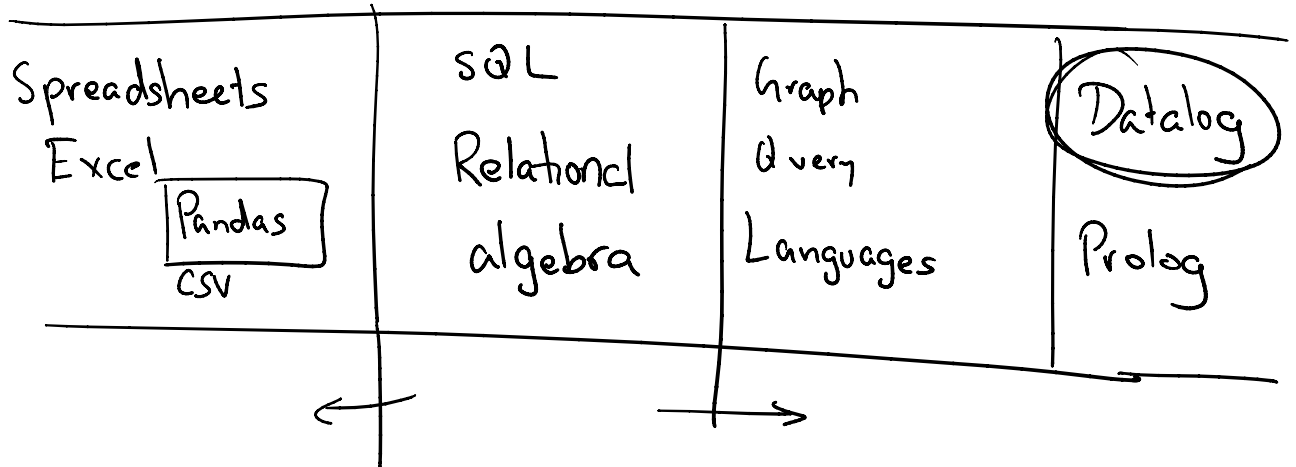 Spreadsheets
Excel
Pandas
CSV
SQL
Relational
algebra
Graph
Query
Languages
Datalog
Prolog